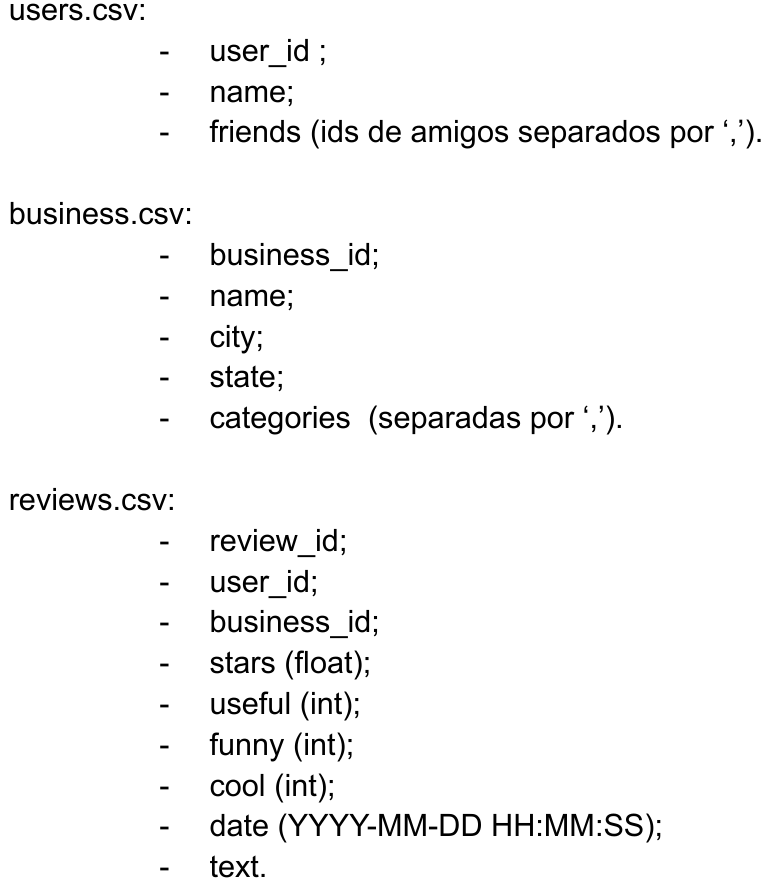 users.csv:
- user_id ;
- name;
- friends (ids de amigos separados por ‘,’).
business.csv:
- business_id;
- name;
- city;
- state;
- categories  (separadas por ‘,’).
reviews.csv:
- review_id;
- user_id;
- business_id;
- stars (float);
- useful (int);
- funny (int);
- cool (int);
- date (YYYY-MM-DD HH:MM:SS);
- text.